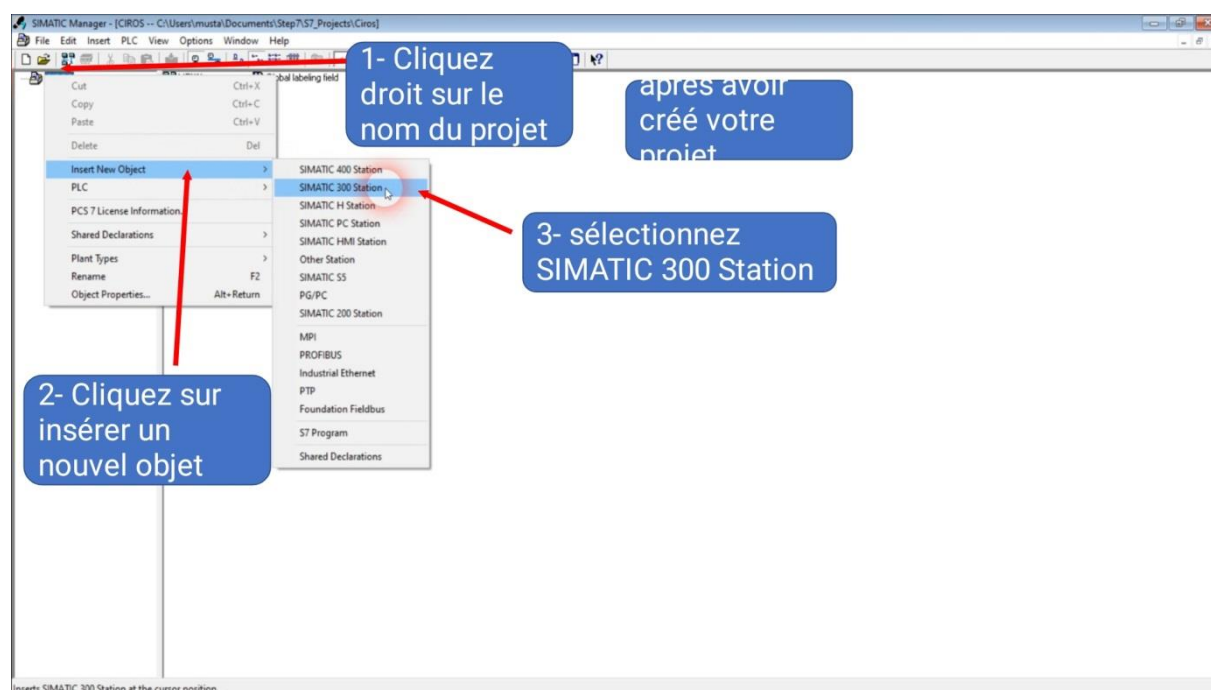 SIMATIC Manager - [CIROS -- C:\Users\musta\Documents\Step7\S7_Projects\Ciros]
File Edit Insert PLC View Options Window Help
1- Cliquez
droit sur le
nom du projet
après avoir
créé votre
projet
labeling field
Cut Ctrl+X
Copy Ctrl+C
Paste Ctrl+V
Delete Del
Insert New Object >
PLC >
PCS 7 License Information...
Shared Declarations >
Plant Types >
Rename F2
Object Properties... Alt+Return
SIMATIC 400 Station
SIMATIC 300 Station
SIMATIC H Station
SIMATIC PC Station
SIMATIC HMI Station
Other Station
SIMATIC S5
PG/PC
SIMATIC 200 Station
MPI
PROFIBUS
Industrial Ethernet
PTP
Foundation Fieldbus
S7 Program
Shared Declarations
3- sélectionnez
SIMATIC 300 Station
2- Cliquez sur
insérer un
nouvel objet
Inserts SIMATIC 300 Station at the cursor position.